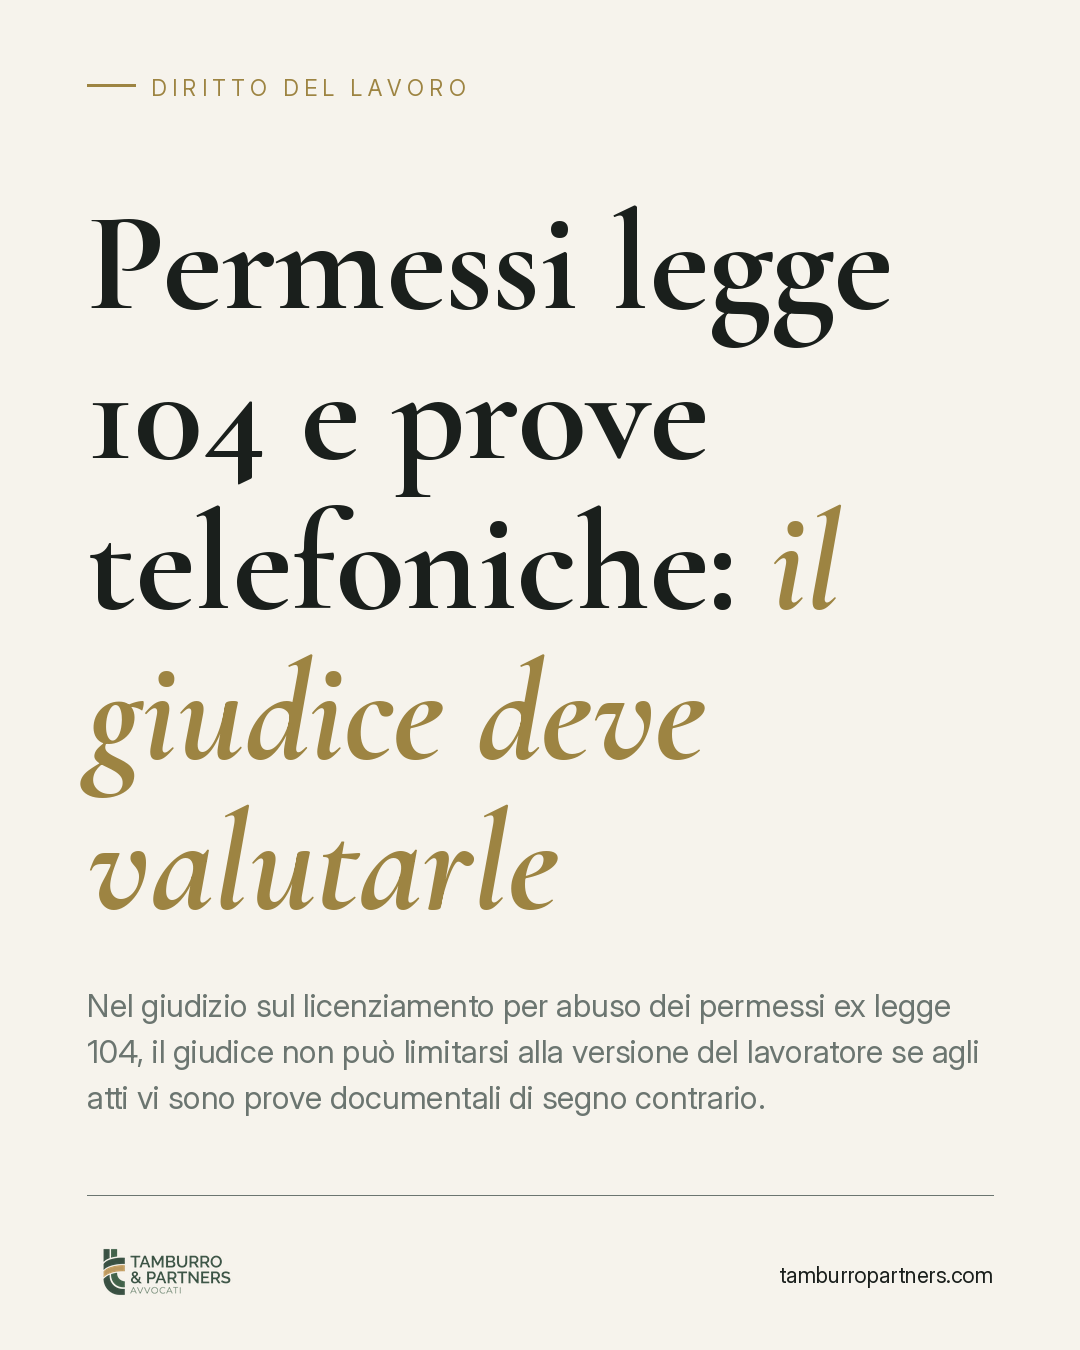 DIRITTO DEL LAVORO
Permessi legge
104 e prove
telefoniche: il
giudice deve
valutarle
Nel giudizio sul licenziamento per abuso dei permessi ex legge
104, il giudice non può limitarsi alla versione del lavoratore se agli
atti vi sono prove documentali di segno contrario.
TAMBURRO
& PARTNERS
AVVOCATI
tamburropartners.com